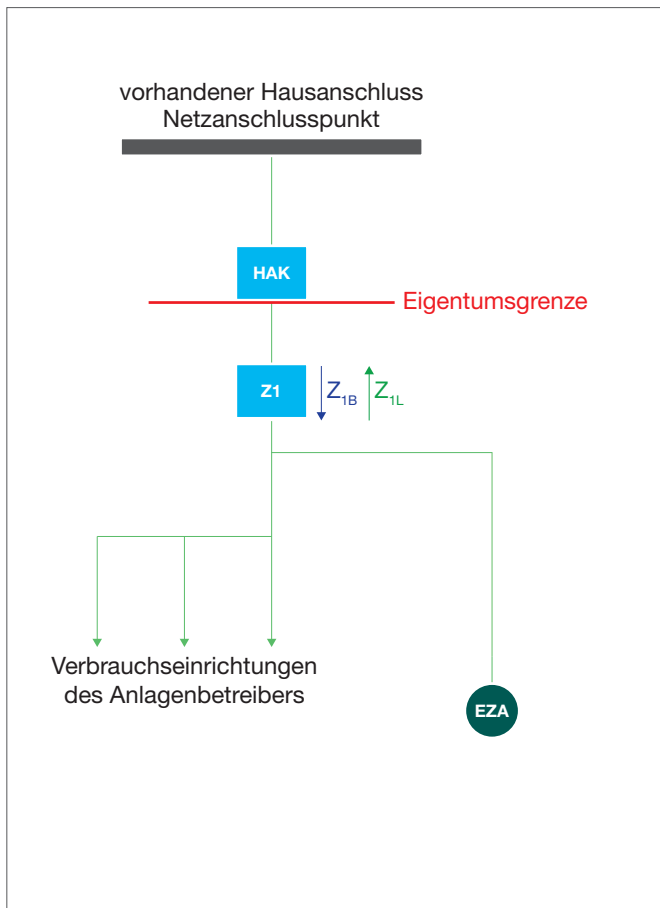 vorhandener Hausanschluss
Netzanschlusspunkt
HAK
Eigentumsgrenze
Z1
Z1B
Z1L
Verbrauchseinrichtungen
des Anlagenbetreibers
EZA